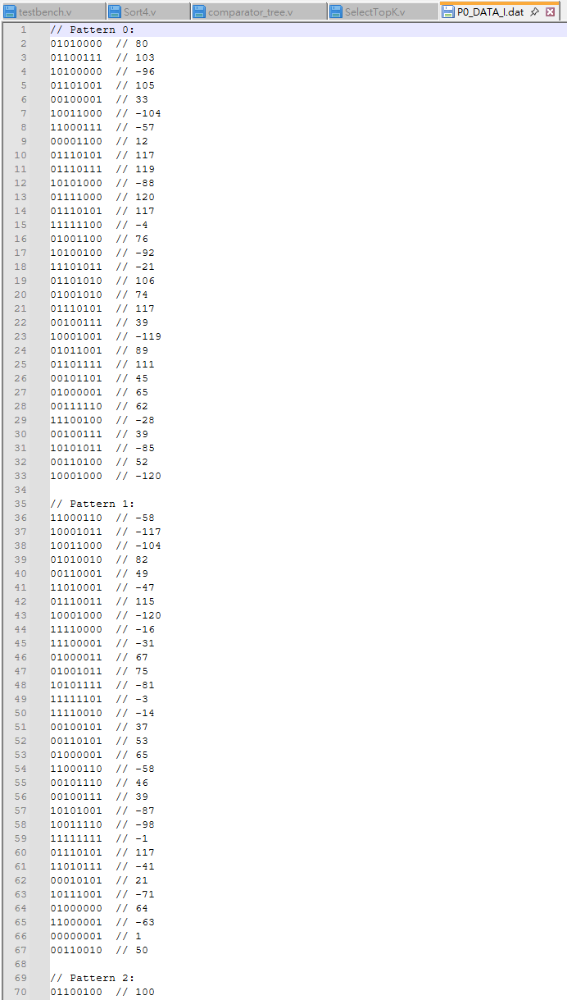 testbench.v Sort4.v comparator_tree.v SelectTopK.v P0_DATA_I.dat
1 // Pattern 0:
2 01010000 // 80
3 01100111 // 103
4 10100000 // -96
5 01101001 // 105
6 00100001 // 33
7 10011000 // -104
8 11000111 // -57
9 00001100 // 12
10 01110101 // 117
11 01110111 // 119
12 10101000 // -88
13 01111000 // 120
14 01110101 // 117
15 11111100 // -4
16 01001100 // 76
17 10100100 // -92
18 11101011 // -21
19 01101010 // 106
20 01001010 // 74
21 01110101 // 117
22 00100111 // 39
23 10001001 // -119
24 01011001 // 89
25 01101111 // 111
26 00101101 // 45
27 01000001 // 65
28 00111110 // 62
29 11100100 // -28
30 00100111 // 39
31 10101011 // -85
32 00110100 // 52
33 10001000 // -120
34
35 // Pattern 1:
36 11000110 // -58
37 10001011 // -117
38 10011000 // -104
39 01010010 // 82
40 00110001 // 49
41 11010001 // -47
42 01110011 // 115
43 10001000 // -120
44 11110000 // -16
45 11100001 // -31
46 01000011 // 67
47 01001011 // 75
48 10101111 // -81
49 11111101 // -3
50 11110010 // -14
51 00100101 // 37
52 00110101 // 53
53 01000001 // 65
54 11000110 // -58
55 00101110 // 46
56 00100111 // 39
57 10101001 // -87
58 10011110 // -98
59 11111111 // -1
60 01110101 // 117
61 11010111 // -41
62 00010101 // 21
63 10111001 // -71
64 01000000 // 64
65 11000001 // -63
66 00000001 // 1
67 00110010 // 50
68
69 // Pattern 2:
70 01100100 // 100